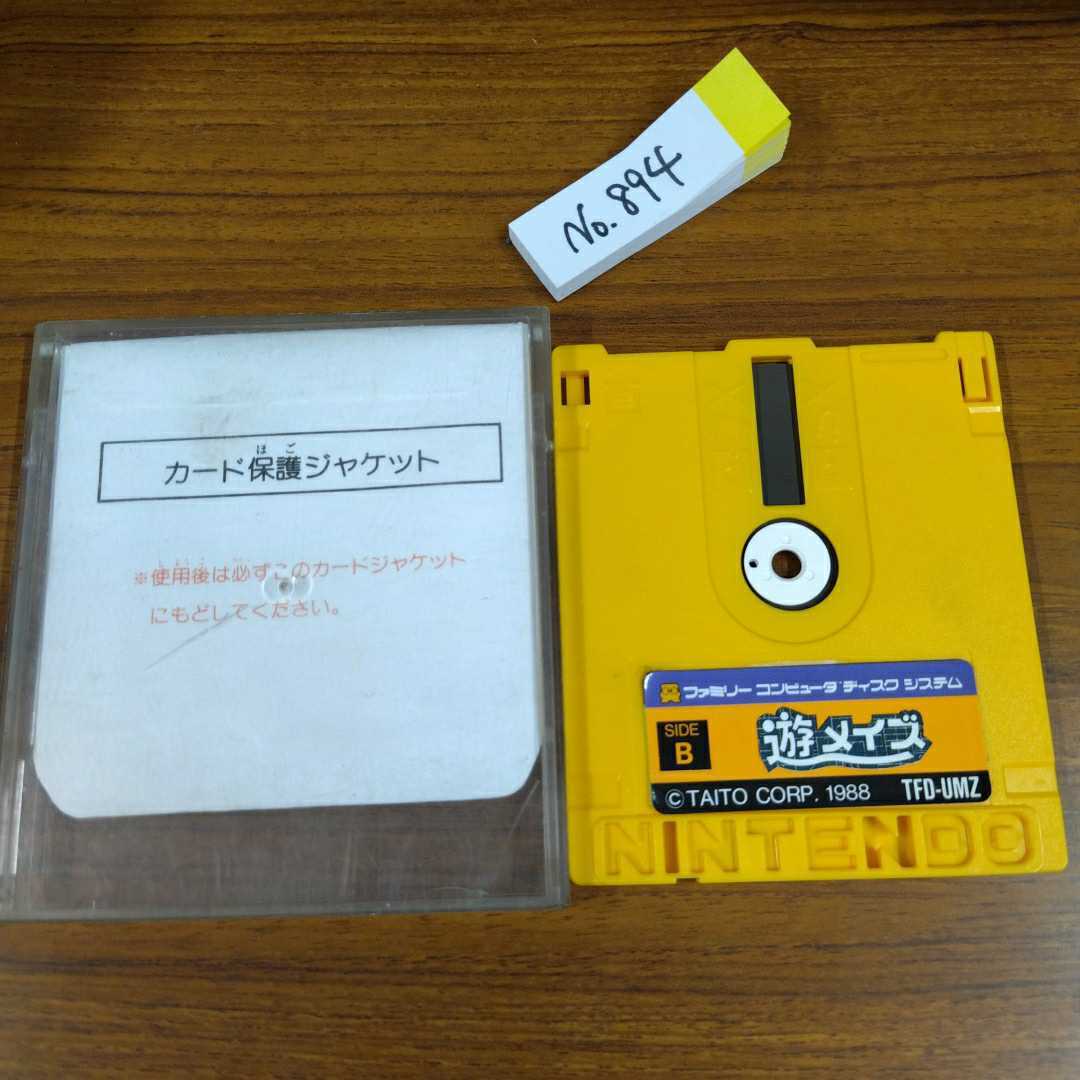 No.894
カード保護ジャケット
ほご
※使用後は必ずこのカードジャケット
にもどしてください。
ファミリー コンピュータ ディスク システム
SIDE
B
遊メイズ
©TAITO CORP. 1988 TFD-UMZ
NINTENDO